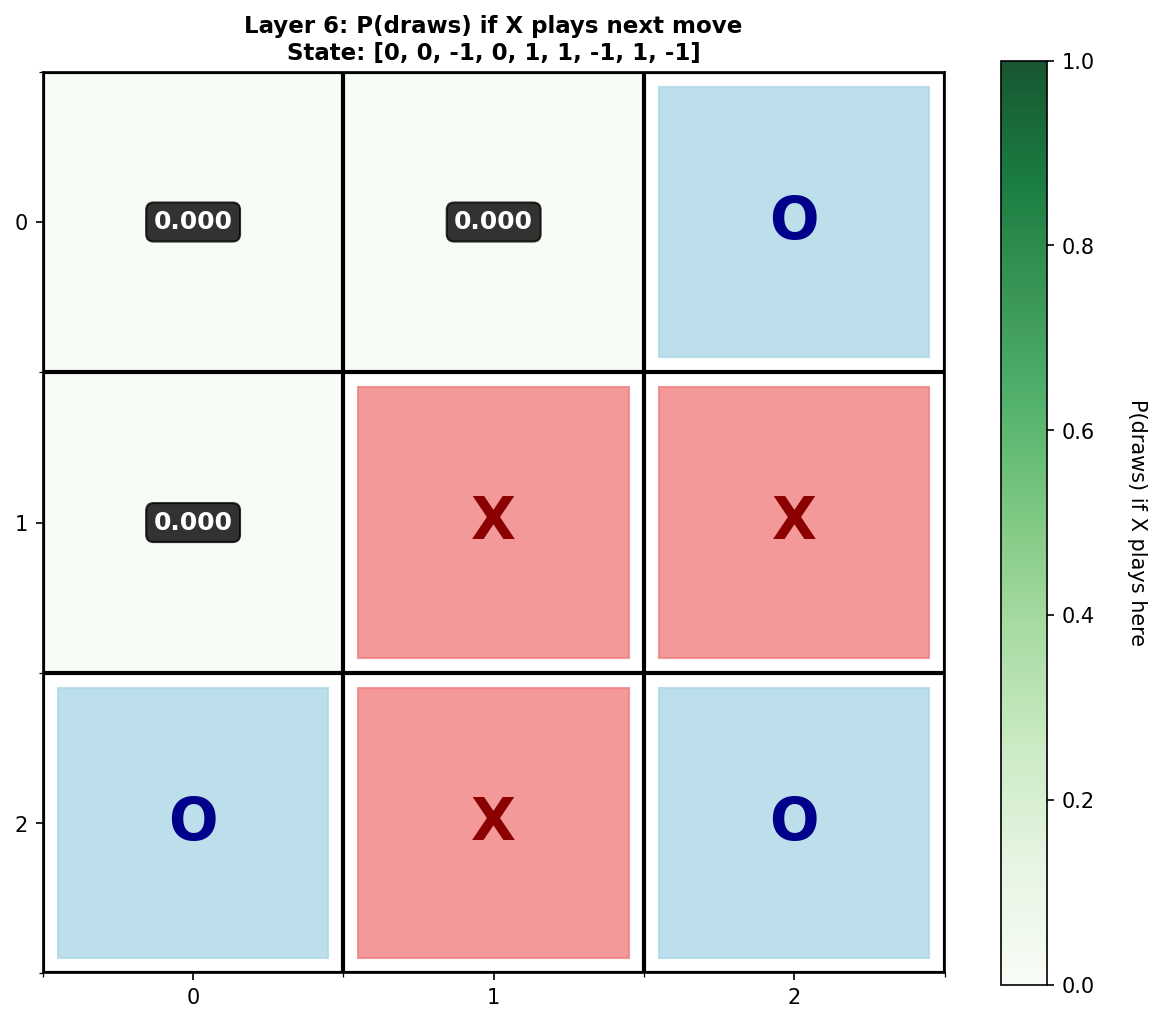 Layer 6: P(draws) if X plays next move
State: [0, 0, -1, 0, 1, 1, -1, 1, -1]
0
0.000
0.000
O
1
0.000
X
X
2
O
X
O
0
1
2
1.0
0.8
0.6
0.4
0.2
0.0
P(draws) if X plays here